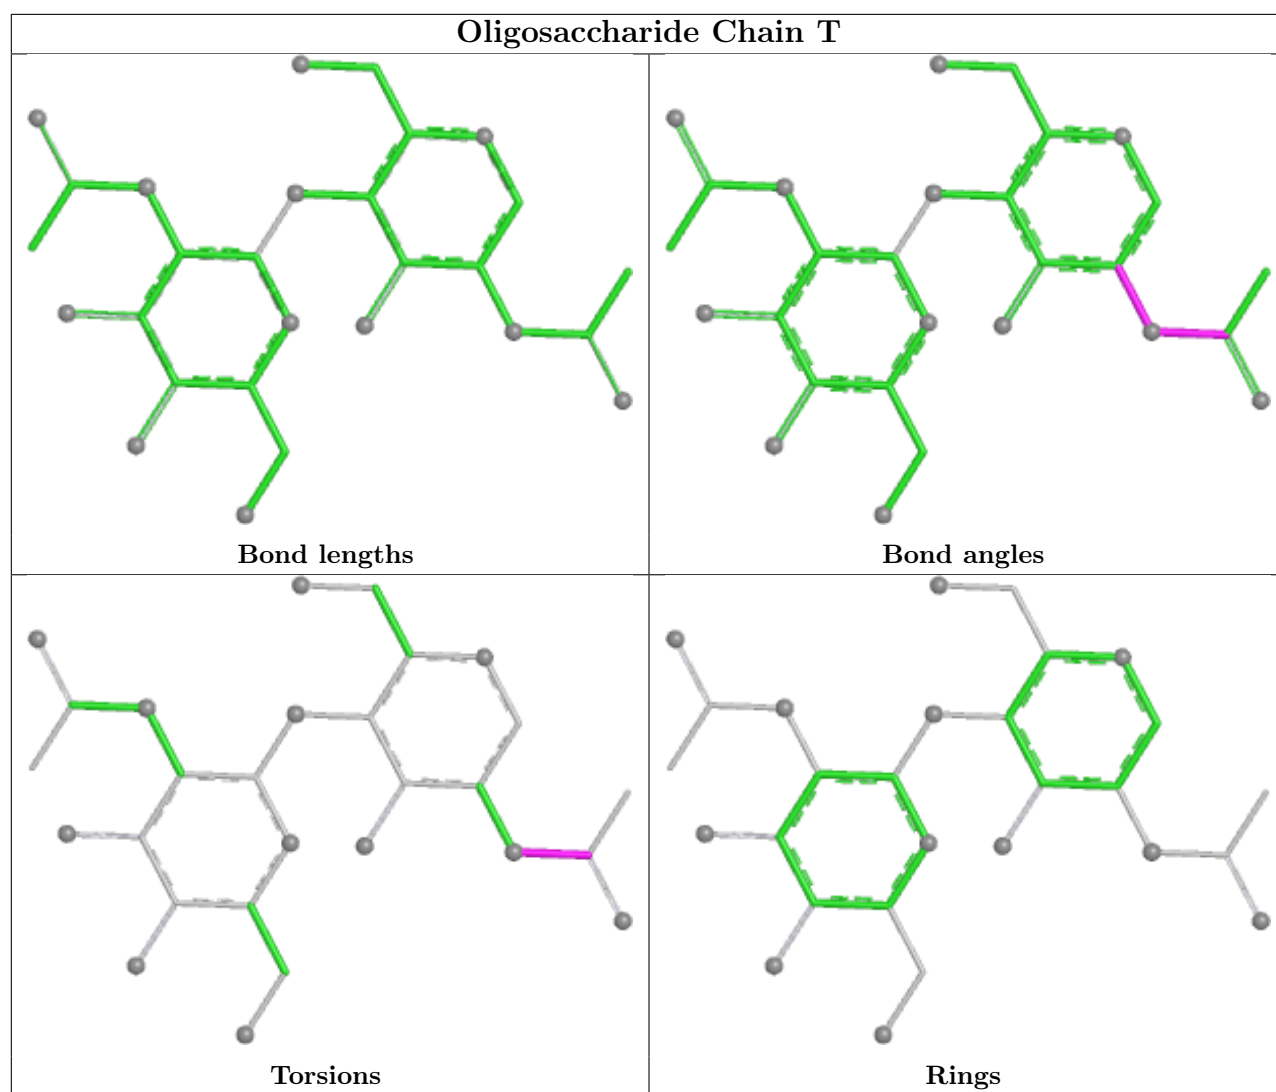 Oligosaccharide Chain T
Bond lengths
Bond angles
Torsions
Rings